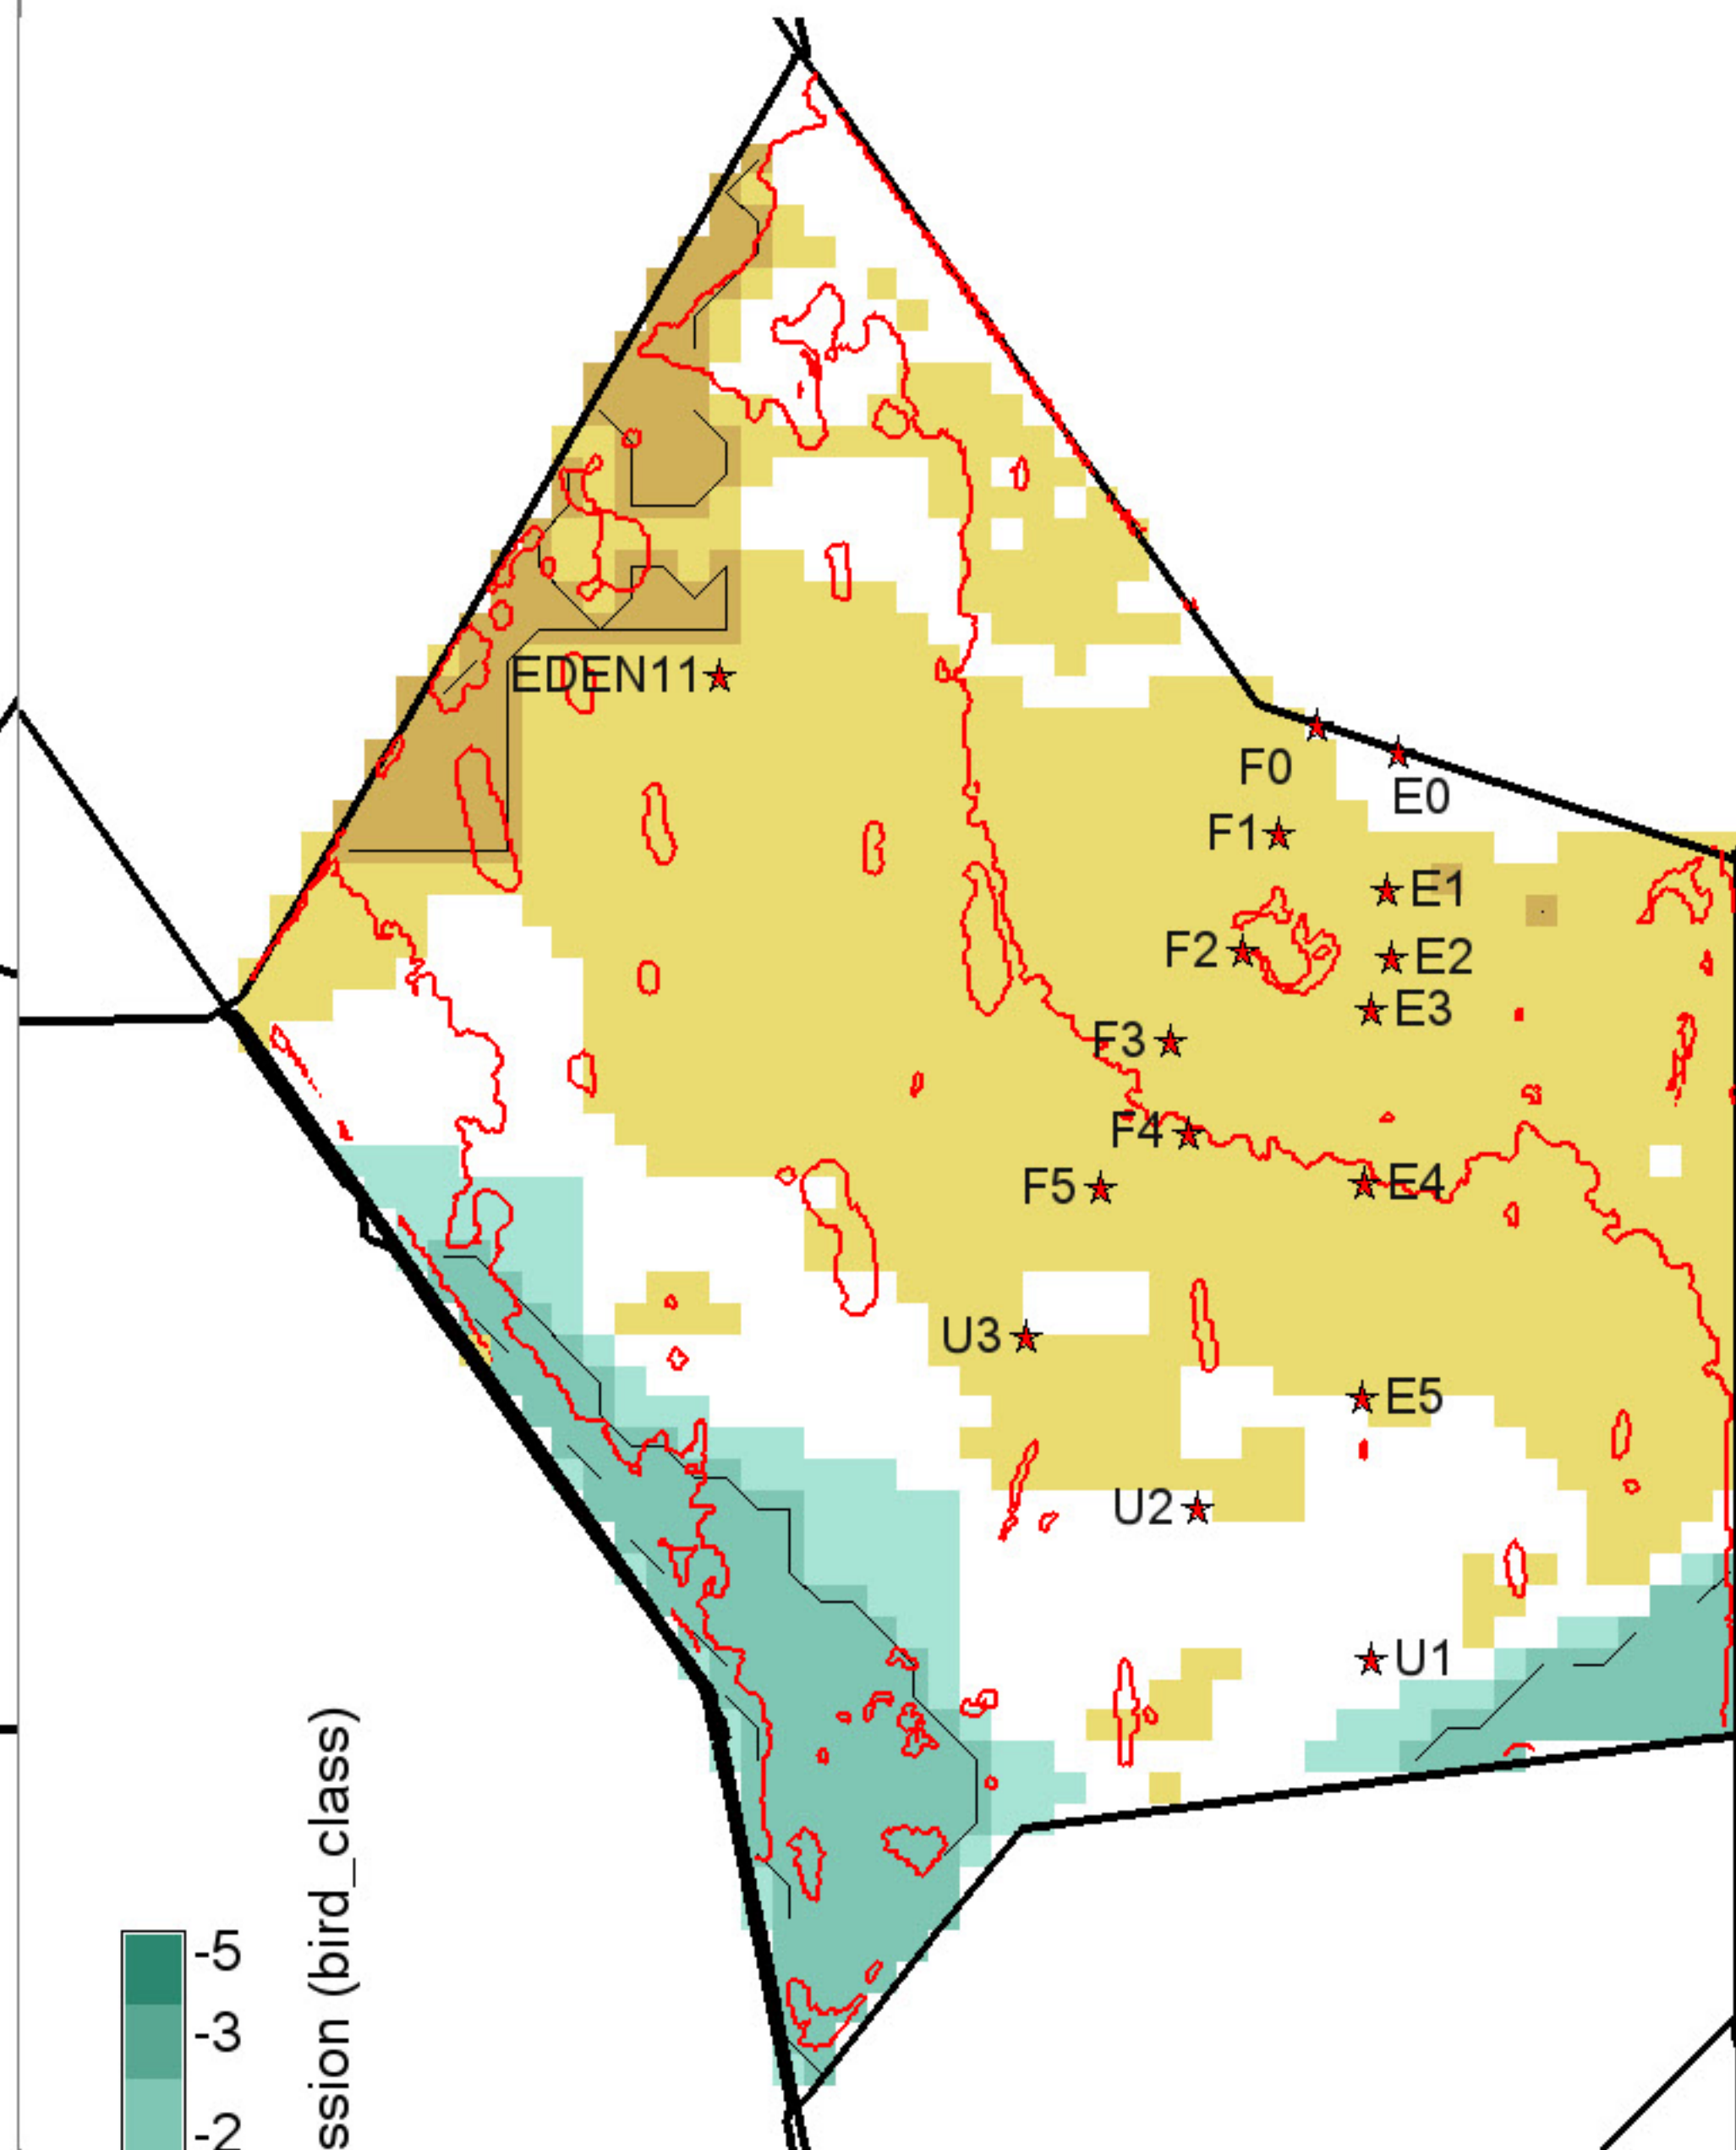 EDEN11
F0
E0
F1
E1
F2
E2
E3
F3
F4
E4
F5
U3
E5
U2
U1
ssion (bird_class)
-5
-3
-2